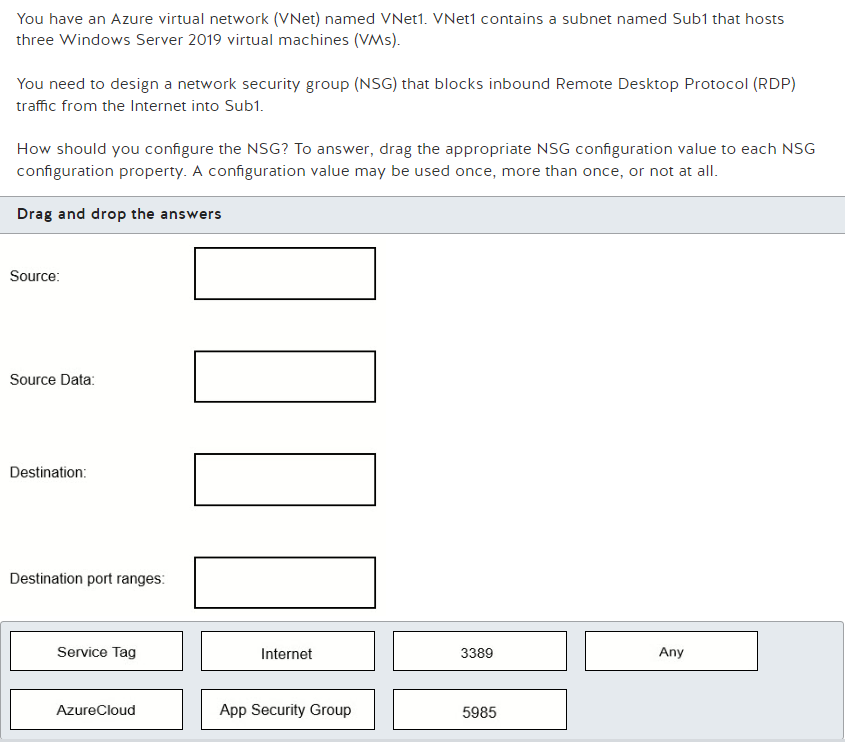 You have an Azure virtual network (VNet) named VNet1. VNet1 contains a subnet named Sub1 that hosts
three Windows Server 2019 virtual machines (VMs).
You need to design a network security group (NSG) that blocks inbound Remote Desktop Protocol (RDP)
traffic from the Internet into Sub1.
How should you configure the NSG? To answer, drag the appropriate NSG configuration value to each NSG
configuration property. A configuration value may be used once, more than once, or not at all.
Drag and drop the answers
Source:
Source Data:
Destination:
Destination port ranges:
Service Tag
Internet
3389
Any
AzureCloud
App Security Group
5985